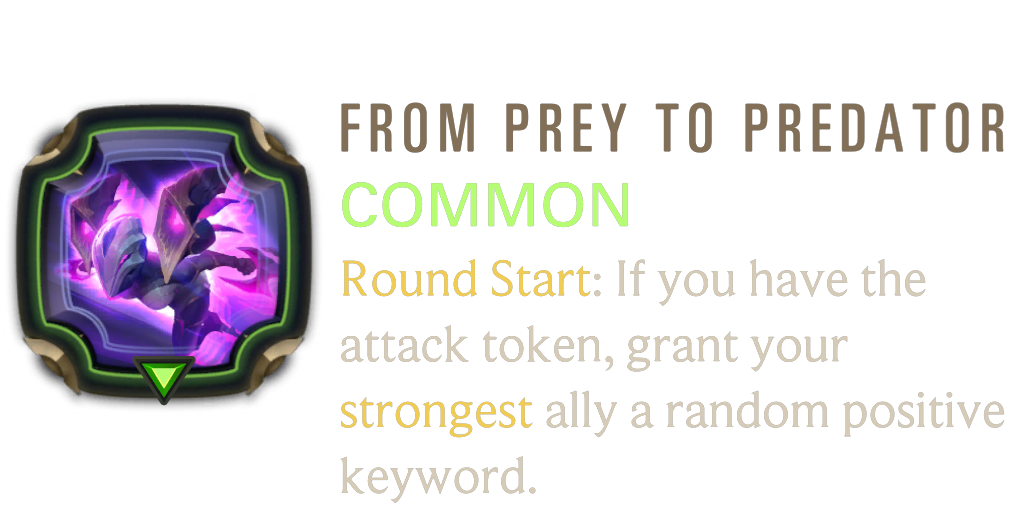 FROM PREY TO PREDATOR
COMMON
Round Start: If you have the
attack token, grant your
strongest ally a random positive
keyword.